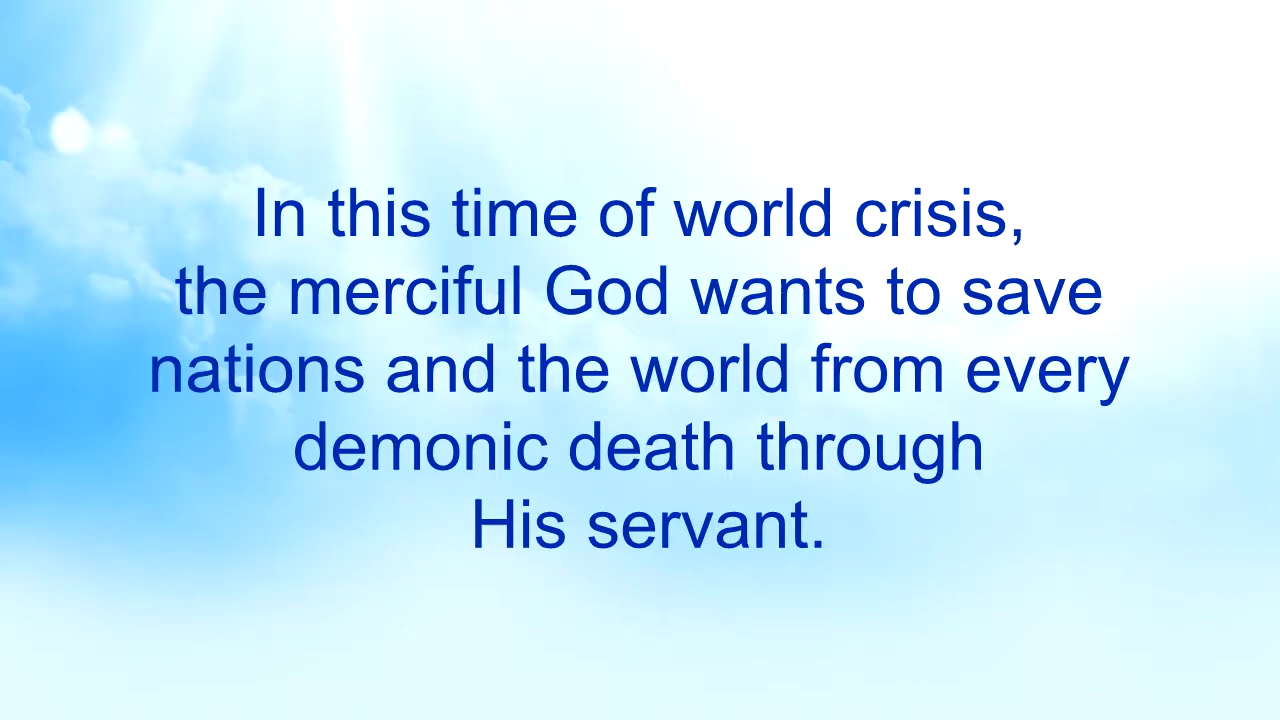 In this time of world crisis,
the merciful God wants to save
nations and the world from every
demonic death through
His servant.